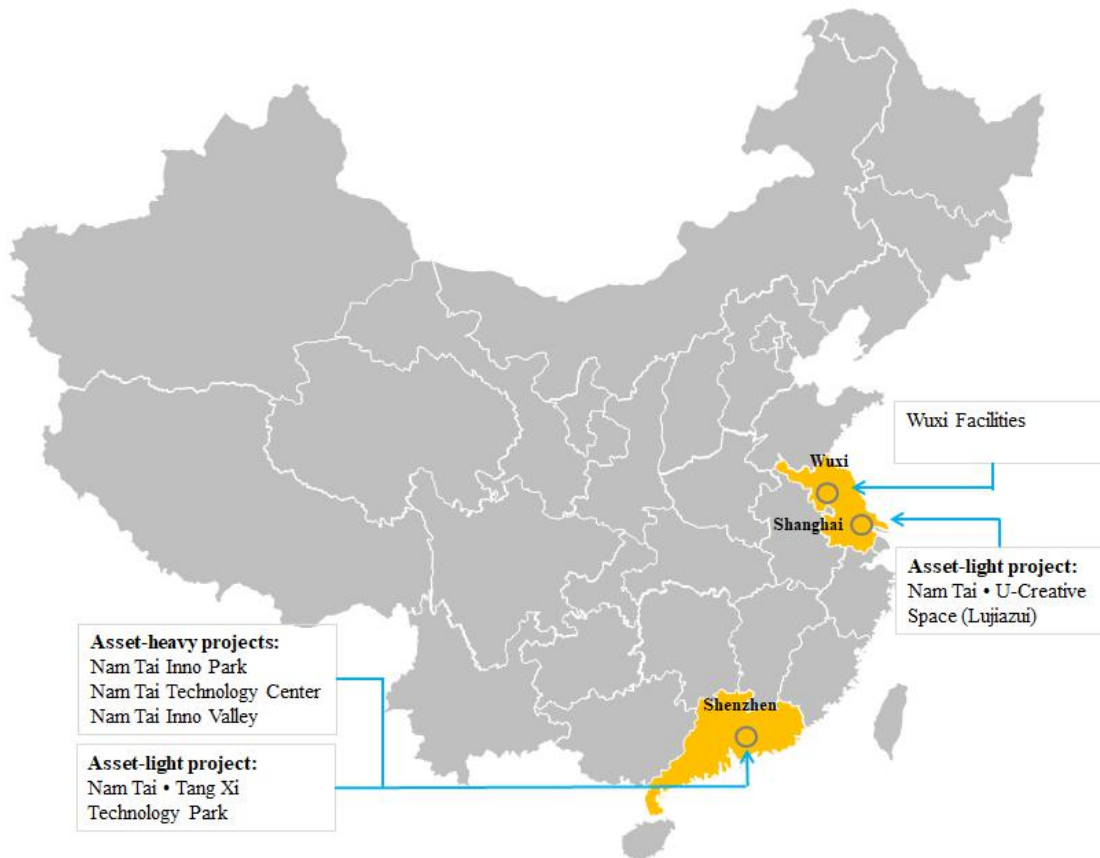 Wuxi Facilities
Wuxi
Shanghai
Asset-light project:
Nam Tai • U-Creative
Space (Lujiazui)
Asset-heavy projects:
Nam Tai Inno Park
Nam Tai Technology Center
Nam Tai Inno Valley
Shenzhen
Asset-light project:
Nam Tai • Tang Xi
Technology Park